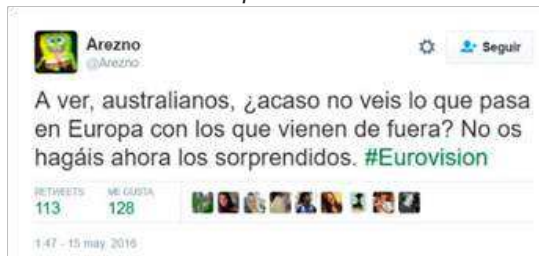 Arezno
@Arezno
Seguir
A ver, australianos, ¿acaso no veis lo que pasa
en Europa con los que vienen de fuera? No os
hagáis ahora los sorprendidos. #Eurovision
RETWEETS
ME GUSTA
113
128
1:47 - 15 may. 2016